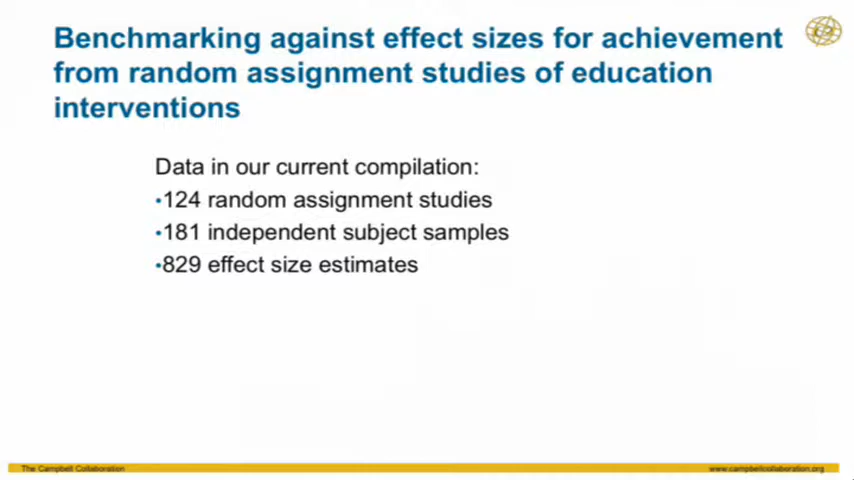 Benchmarking against effect sizes for achievement
from random assignment studies of education
interventions
Data in our current compilation:
•124 random assignment studies
•181 independent subject samples
•829 effect size estimates
The Campbell Collaboration
www.campbellcollaboration.org